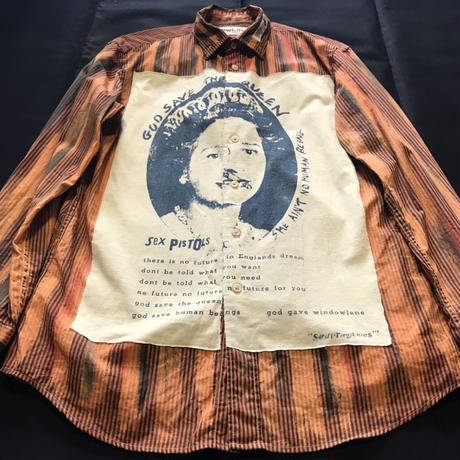 GOD SAVE THE QUEEN
SHE AINT NO HUMAN BEING
SEX PISTOLS
there is no future in Englands dream
dont be told what you want
dont be told what you need
no future no future no future for you
god save the queen
god save human beings god gave windowlane